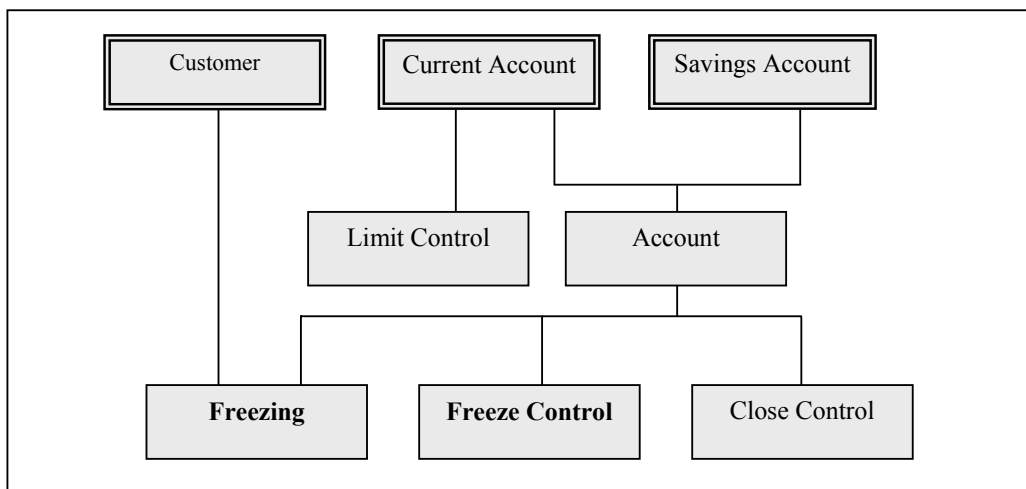 Customer
Current Account
Savings Account
Limit Control
Account
Freezing
Freeze Control
Close Control